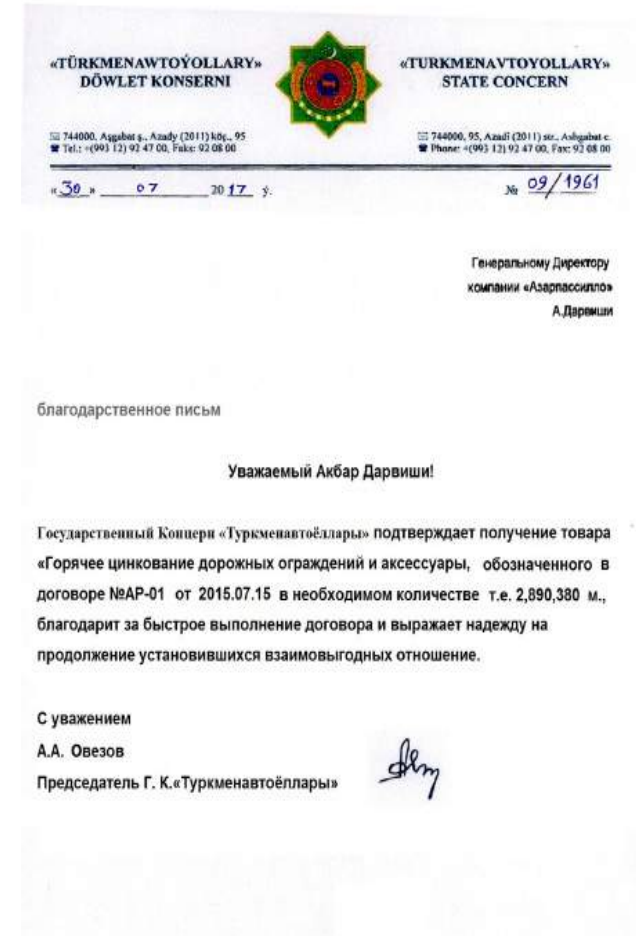 «TÜRKMENAWTOÝOLLARY»
DÖWLET KONSERNI
«TURKMENAVTOYOLLARY»
STATE CONCERN
744000, Aşgabat ş., Azady (2011) köç., 95
Tel.: +(993 12) 92 47 00, Faks: 92 08 00
744000, 95, Azadi (2011) str., Ashgabat c.
Phone: +(993 12) 92 47 00, Fax: 92 08 00
«30» 07 2017 ý.
№ 09/1961
Генеральному Директору
компании «Азарпассилло»
А.Дарвиши
благодарственное письм
Уважаемый Акбар Дарвиши!
Государственный Концерн «Туркменавтоёллары» подтверждает получение товара
«Горячее цинкование дорожных ограждений и аксессуары, обозначенного в
договоре №АР-01 от 2015.07.15 в необходимом количестве т.е. 2,890,380 м.,
благодарит за быстрое выполнение договора и выражает надежду на
продолжение установившихся взаимовыгодных отношение.
С уважением
А.А. Овезов
Председатель Г. К.«Туркменавтоёллары»